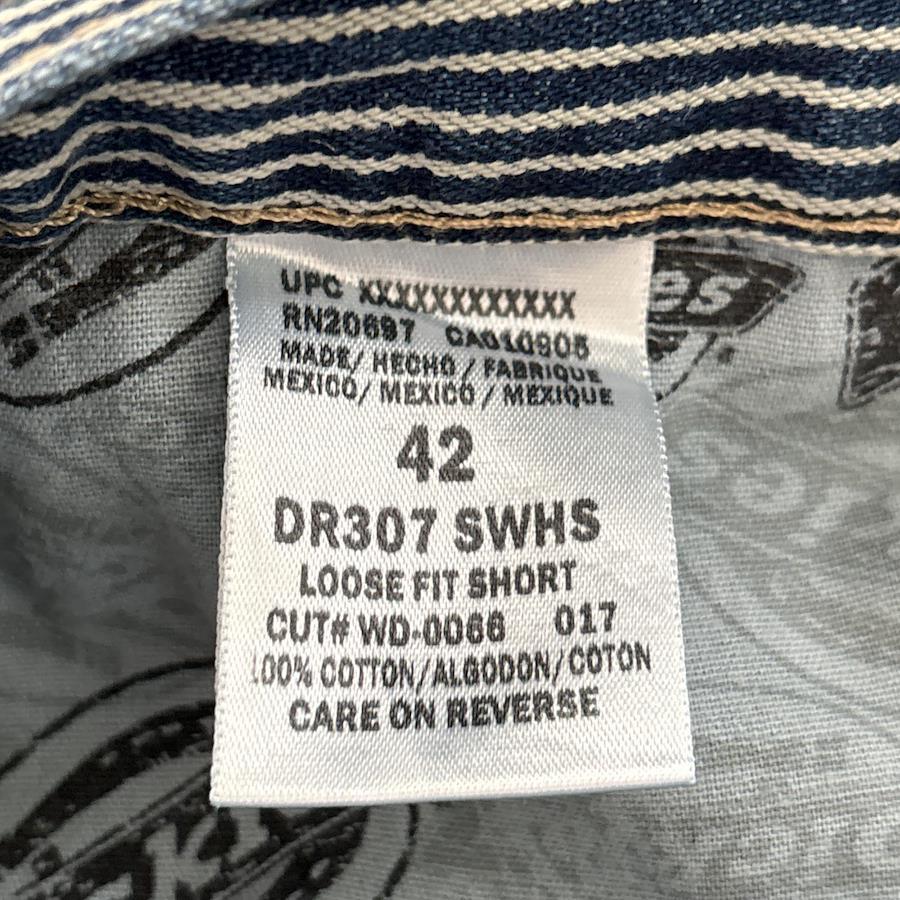 UPC XXXXXXXXXXXX
RN20697 CA010905
MADE/ HECHO / FABRIQUE
MEXICO/ MEXICO / MEXIQUE
42
DR307 SWHS
LOOSE FIT SHORT
CUT# WD-0066 017
100% COTTON/ALGODON/COTON
CARE ON REVERSE